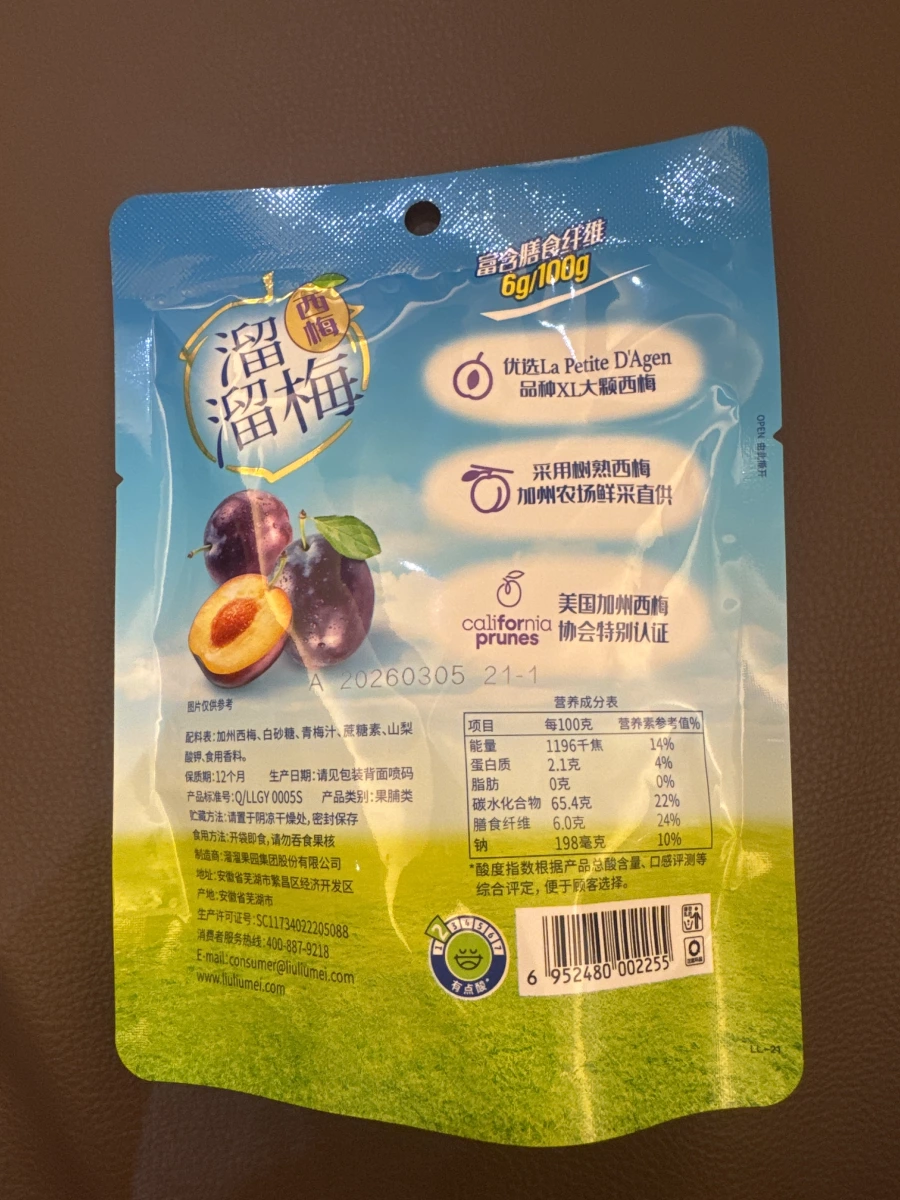 富含膳食纤维
6g/100g
西梅
溜溜梅
优选La Petite D'Agen
品种XL大颗西梅
采用树熟西梅
加州农场鲜采直供
OPEN 由此撕开
california
prunes
美国加州西梅
协会特别认证
A 20260305 21-1
图片仅供参考
配料表:加州西梅、白砂糖、青梅汁、蔗糖素、山梨
酸钾、食用香料。
保质期:12个月 生产日期:请见包装背面喷码
产品标准号:Q/LLGY 0005S 产品类别:果脯类
贮藏方法:请置于阴凉干燥处,密封保存
食用方法:开袋即食,请勿吞食果核
制造商:溜溜果园集团股份有限公司
地址:安徽省芜湖市繁昌区经济开发区
产地:安徽省芜湖市
生产许可证号:SC11734022205088
消费者服务热线:400-887-9218
E-mail:consumer@liuliumei.com
www.liuliumei.com
营养成分表
项目 每100克 营养素参考值%
能量 1196千焦 14%
蛋白质 2.1克 4%
脂肪 0克 0%
碳水化合物 65.4克 22%
膳食纤维 6.0克 24%
钠 198毫克 10%
*酸度指数根据产品总酸含量、口感评测等
综合评定，便于顾客选择。
1 2 3 4 5 6 7
有点酸*
6 952480 002255
LL-21